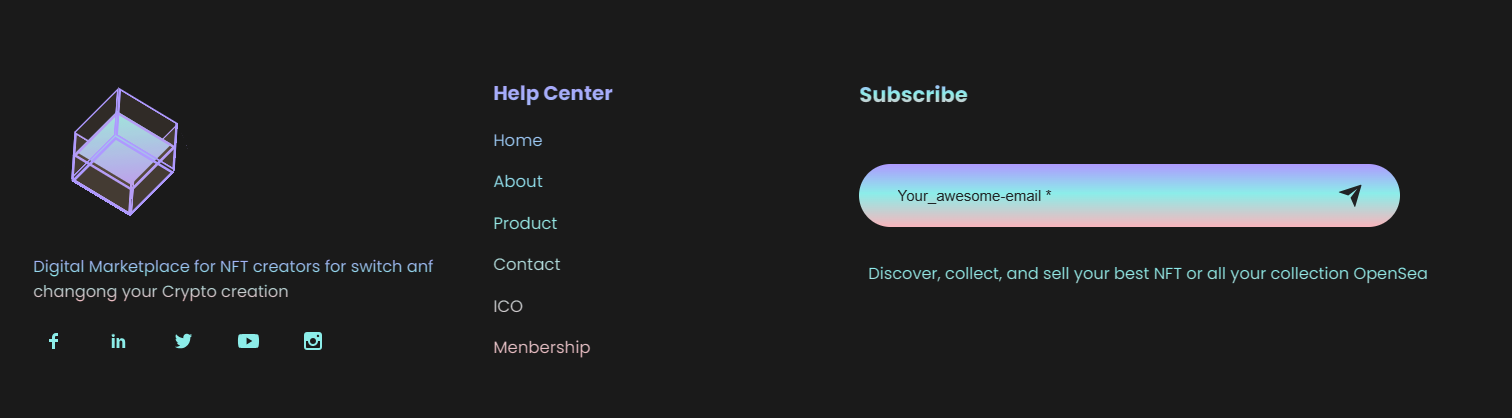 Digital Marketplace for NFT creators for switch anf
changong your Crypto creation
Help Center
Home
About
Product
Contact
ICO
Menbership
Subscribe
Your_awesome-email *
Discover, collect, and sell your best NFT or all your collection OpenSea